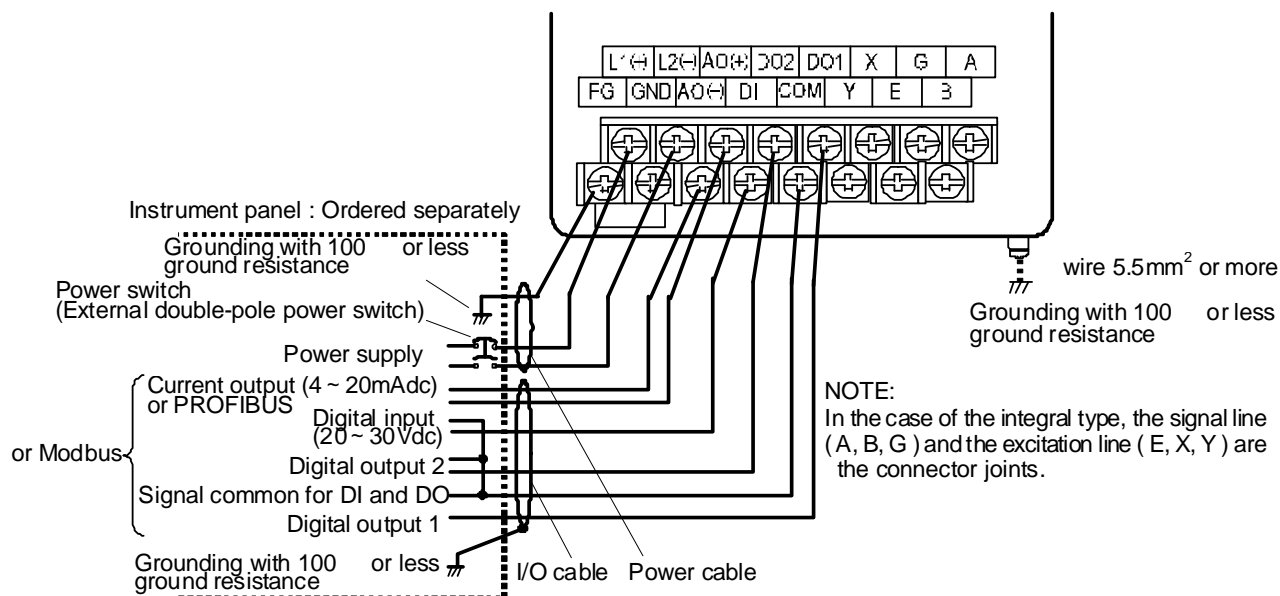 L1(+) L2(-) AO(+) DO2 DO1 X G A
FG GND AO(-) DI COM Y E B
Instrument panel : Ordered separately
Grounding with 100 or less
ground resistance
Power switch
(External double-pole power switch)
Power supply
Current output (4 ~ 20mAdc)
or PROFIBUS
Digital input
(20 ~ 30Vdc)
or Modbus
Digital output 2
Signal common for DI and DO
Digital output 1
Grounding with 100 or less
ground resistance
I/O cable Power cable
wire 5.5mm² or more
Grounding with 100 or less
ground resistance
NOTE:
In the case of the integral type, the signal line
( A, B, G ) and the excitation line ( E, X, Y ) are
the connector joints.